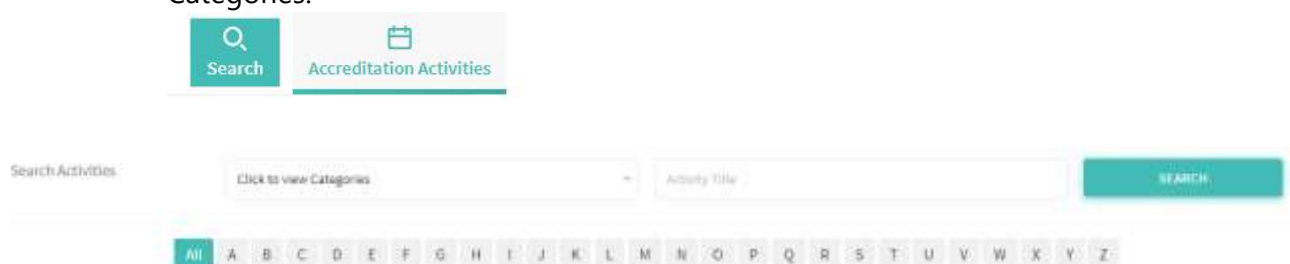 Categories.
Search
Accreditation Activities
Search Activities
Click to view Categories
Activity Title
SEARCH
All A B C D E F G H I J K L M N O P Q R S T U V W X Y Z